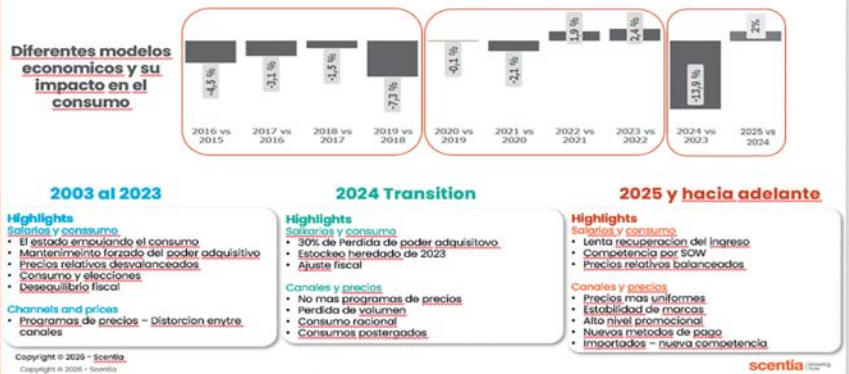 Diferentes modelos
economicos y su
impacto en el
consumo
-4,5 %
-3,1 %
-1,5 %
-7,3 %
-0,1 %
-2,1 %
1,9 %
2,4 %
-13,9 %
2%
2016 vs
2015
2017 vs
2016
2018 vs
2017
2019 vs
2018
2020 vs
2019
2021 vs
2020
2022 vs
2021
2023 vs
2022
2024 vs
2023
2025 vs
2024
2003 al 2023
Highlights
Salarios y conssumo
• El estado empujando el consumo
• Mantenimeinto forzado del poder adquisitivo
• Precios relativos desvalanceados
• Consumo y elecciones
• Desequilibrio fiscal
Channels and prices
• Programas de precios – Distorcion enytre
canales
2024 Transition
Highlights
Salkarios y consumo
• 30% de Perdida de poder adquisitovo
• Estockeo heredado de 2023
• Ajuste fiscal
Canales y precios
• No mas programas de precios
• Perdida de volumen
• Consumo racional
• Consumos postergados
2025 y hacia adelante
Highlights
Salarios y consumo
• Lenta recuperacion del ingreso
• Competencia por SOW
• Precios relativos balanceados
Canales y precios
• Precios mas uniformes
• Estabilidad de marcas
• Alto nivel promocional
• Nuevos metodos de pago
• Importados – nueva competencia
Copyright © 2026 - Scentia
Copyright © 2026 - Scentia
scentia